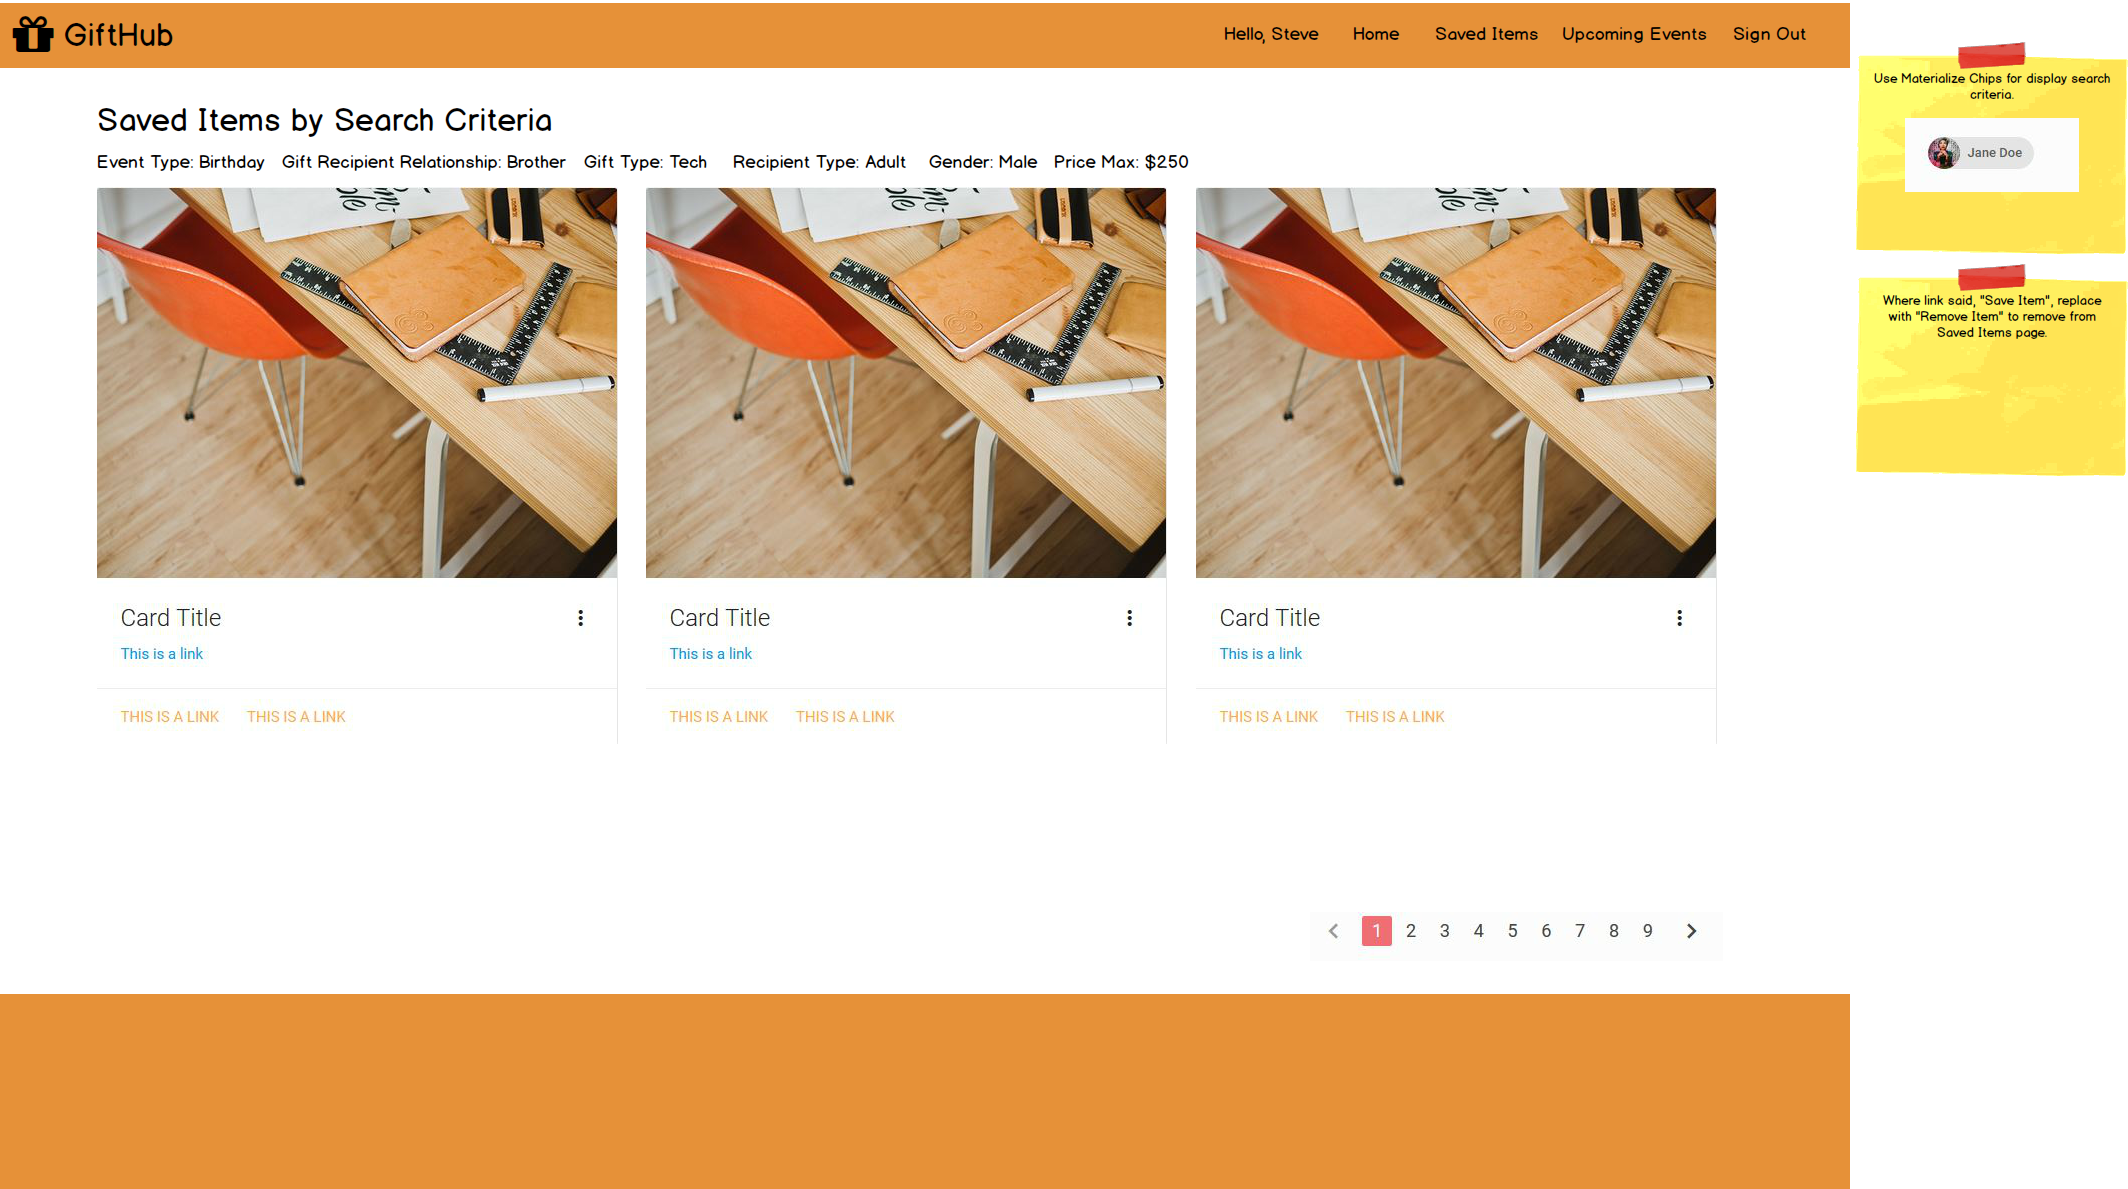 GiftHub
Hello, Steve Home Saved Items Upcoming Events Sign Out
Saved Items by Search Criteria
Event Type: Birthday Gift Recipient Relationship: Brother Gift Type: Tech Recipient Type: Adult Gender: Male Price Max: $250
Card Title
This is a link
THIS IS A LINK THIS IS A LINK
Card Title
This is a link
THIS IS A LINK THIS IS A LINK
Card Title
This is a link
THIS IS A LINK THIS IS A LINK
1 2 3 4 5 6 7 8 9
Use Materialize Chips for display search
criteria.
Jane Doe
Where link said, "Save Item", replace
with "Remove Item" to remove from
Saved Items page.